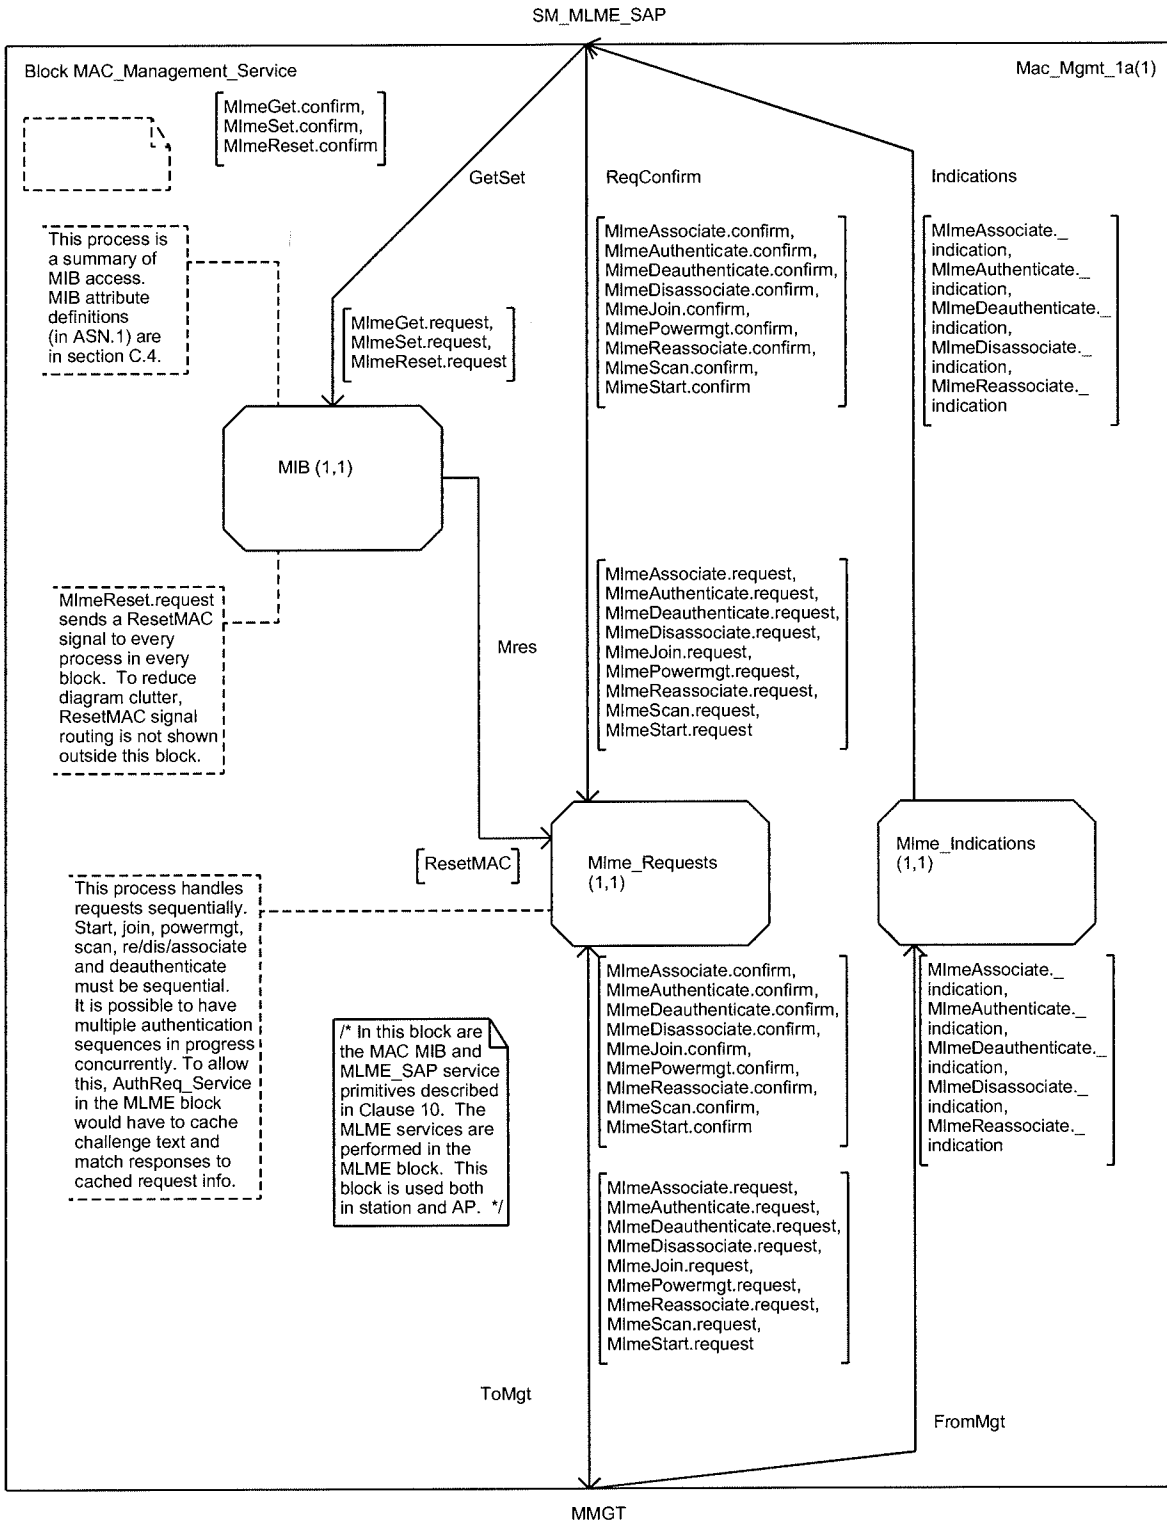 SM_MLME_SAP
Block MAC_Management_Service
Mac_Mgmt_1a(1)
MlmeGet.confirm,
MlmeSet.confirm,
MlmeReset.confirm
GetSet
ReqConfirm
Indications
This process is
a summary of
MIB access.
MIB attribute
definitions
(in ASN.1) are
in section C.4.
MlmeGet.request,
MlmeSet.request,
MlmeReset.request
MlmeAssociate.confirm,
MlmeAuthenticate.confirm,
MlmeDeauthenticate.confirm,
MlmeDisassociate.confirm,
MlmeJoin.confirm,
MlmePowermgt.confirm,
MlmeReassociate.confirm,
MlmeScan.confirm,
MlmeStart.confirm
MlmeAssociate._
indication,
MlmeAuthenticate._
indication,
MlmeDeauthenticate._
indication,
MlmeDisassociate._
indication,
MlmeReassociate._
indication
MIB (1,1)
MlmeReset.request
sends a ResetMAC
signal to every
process in every
block. To reduce
diagram clutter,
ResetMAC signal
routing is not shown
outside this block.
Mres
MlmeAssociate.request,
MlmeAuthenticate.request,
MlmeDeauthenticate.request,
MlmeDisassociate.request,
MlmeJoin.request,
MlmePowermgt.request,
MlmeReassociate.request,
MlmeScan.request,
MlmeStart.request
ResetMAC
Mlme_Requests
(1,1)
Mlme_Indications
(1,1)
This process handles
requests sequentially.
Start, join, powermgt,
scan, re/dis/associate
and deauthenticate
must be sequential.
It is possible to have
multiple authentication
sequences in progress
concurrently. To allow
this, AuthReq_Service
in the MLME block
would have to cache
challenge text and
match responses to
cached request info.
/* In this block are
the MAC MIB and
MLME_SAP service
primitives described
in Clause 10. The
MLME services are
performed in the
MLME block. This
block is used both
in station and AP. */
MlmeAssociate.confirm,
MlmeAuthenticate.confirm,
MlmeDeauthenticate.confirm,
MlmeDisassociate.confirm,
MlmeJoin.confirm,
MlmePowermgt.confirm,
MlmeReassociate.confirm,
MlmeScan.confirm,
MlmeStart.confirm
MlmeAssociate._
indication,
MlmeAuthenticate._
indication,
MlmeDeauthenticate._
indication,
MlmeDisassociate._
indication,
MlmeReassociate._
indication
MlmeAssociate.request,
MlmeAuthenticate.request,
MlmeDeauthenticate.request,
MlmeDisassociate.request,
MlmeJoin.request,
MlmePowermgt.request,
MlmeReassociate.request,
MlmeScan.request,
MlmeStart.request
ToMgt
FromMgt
MMGT